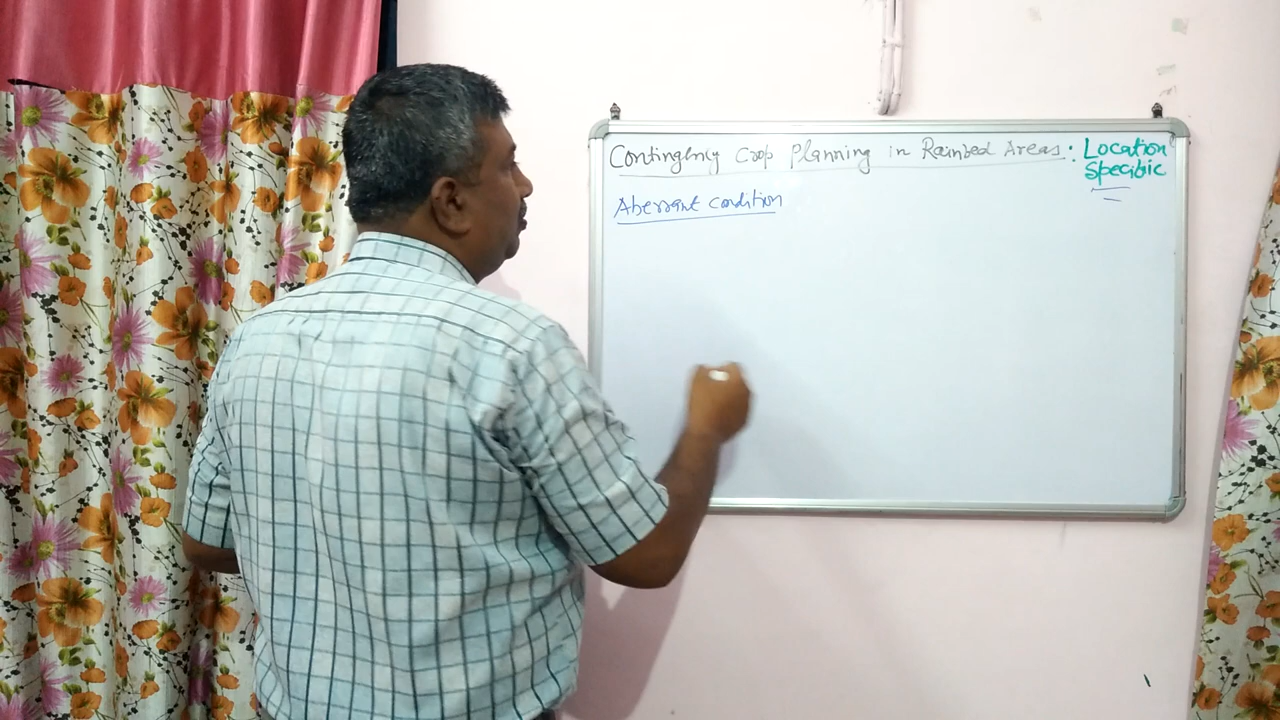 Contingency Crop Planning in Rainfed Areas: Location
Specific
Aberrant Condition